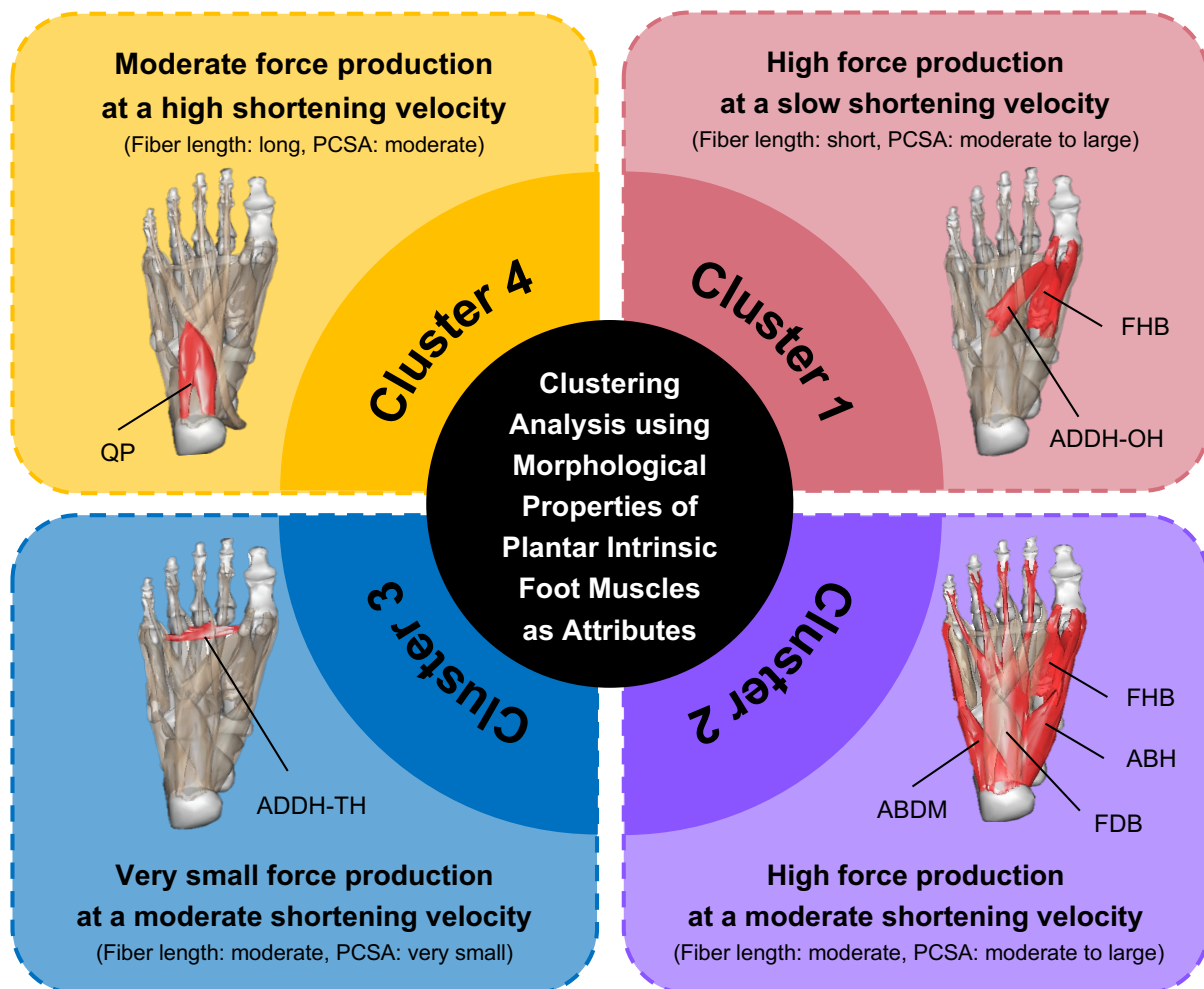 Moderate force production
at a high shortening velocity
(Fiber length: long, PCSA: moderate)
QP
Cluster 4
High force production
at a slow shortening velocity
(Fiber length: short, PCSA: moderate to large)
FHB
ADDH-OH
Cluster 1
Clustering
Analysis using
Morphological
Properties of
Plantar Intrinsic
Foot Muscles
as Attributes
Cluster 3
ADDH-TH
Very small force production
at a moderate shortening velocity
(Fiber length: moderate, PCSA: very small)
Cluster 2
FHB
ABH
ABDM
FDB
High force production
at a moderate shortening velocity
(Fiber length: moderate, PCSA: moderate to large)